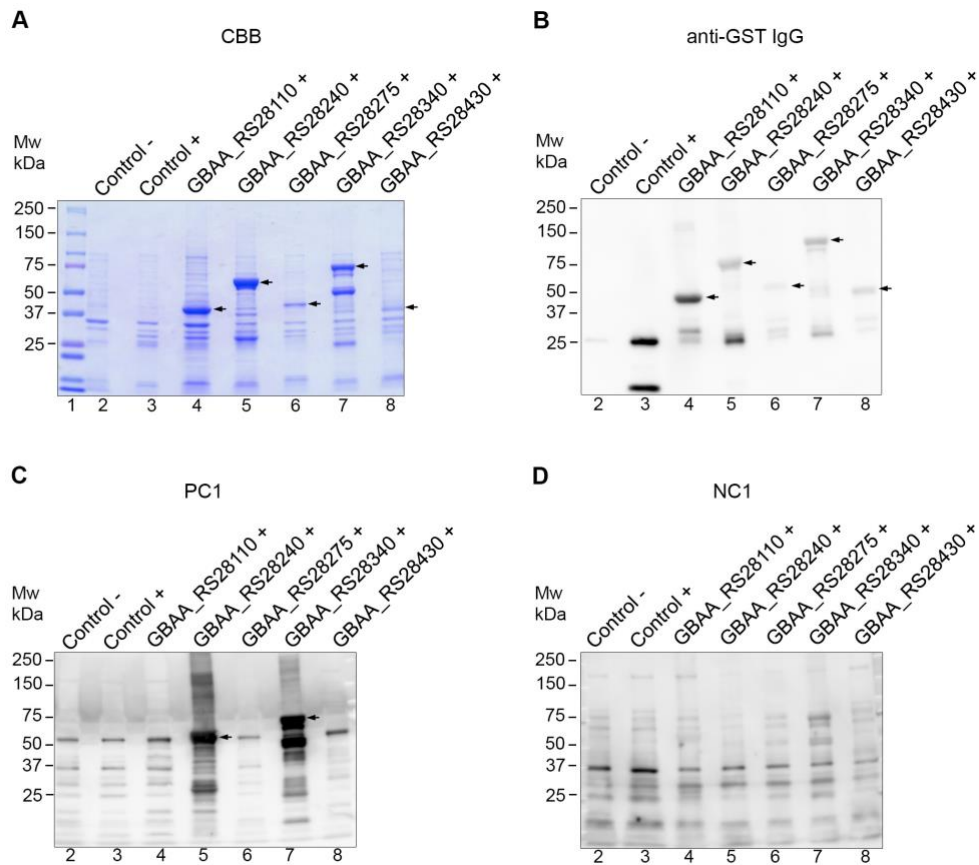 A
CBB
Mw
kDa
Control -
Control +
GBAA_RS28110 +
GBAA_RS28240 +
GBAA_RS28275 +
GBAA_RS28340 +
GBAA_RS28430 +
250
150
75
50
37
25
1 2 3 4 5 6 7 8
B
anti-GST IgG
Mw
kDa
Control -
Control +
GBAA_RS28110 +
GBAA_RS28240 +
GBAA_RS28275 +
GBAA_RS28340 +
GBAA_RS28430 +
250
150
75
50
37
25
2 3 4 5 6 7 8
C
PC1
Mw
kDa
Control -
Control +
GBAA_RS28110 +
GBAA_RS28240 +
GBAA_RS28275 +
GBAA_RS28340 +
GBAA_RS28430 +
250
150
75
50
37
25
2 3 4 5 6 7 8
D
NC1
Mw
kDa
Control -
Control +
GBAA_RS28110 +
GBAA_RS28240 +
GBAA_RS28275 +
GBAA_RS28340 +
GBAA_RS28430 +
250
150
75
50
37
25
2 3 4 5 6 7 8